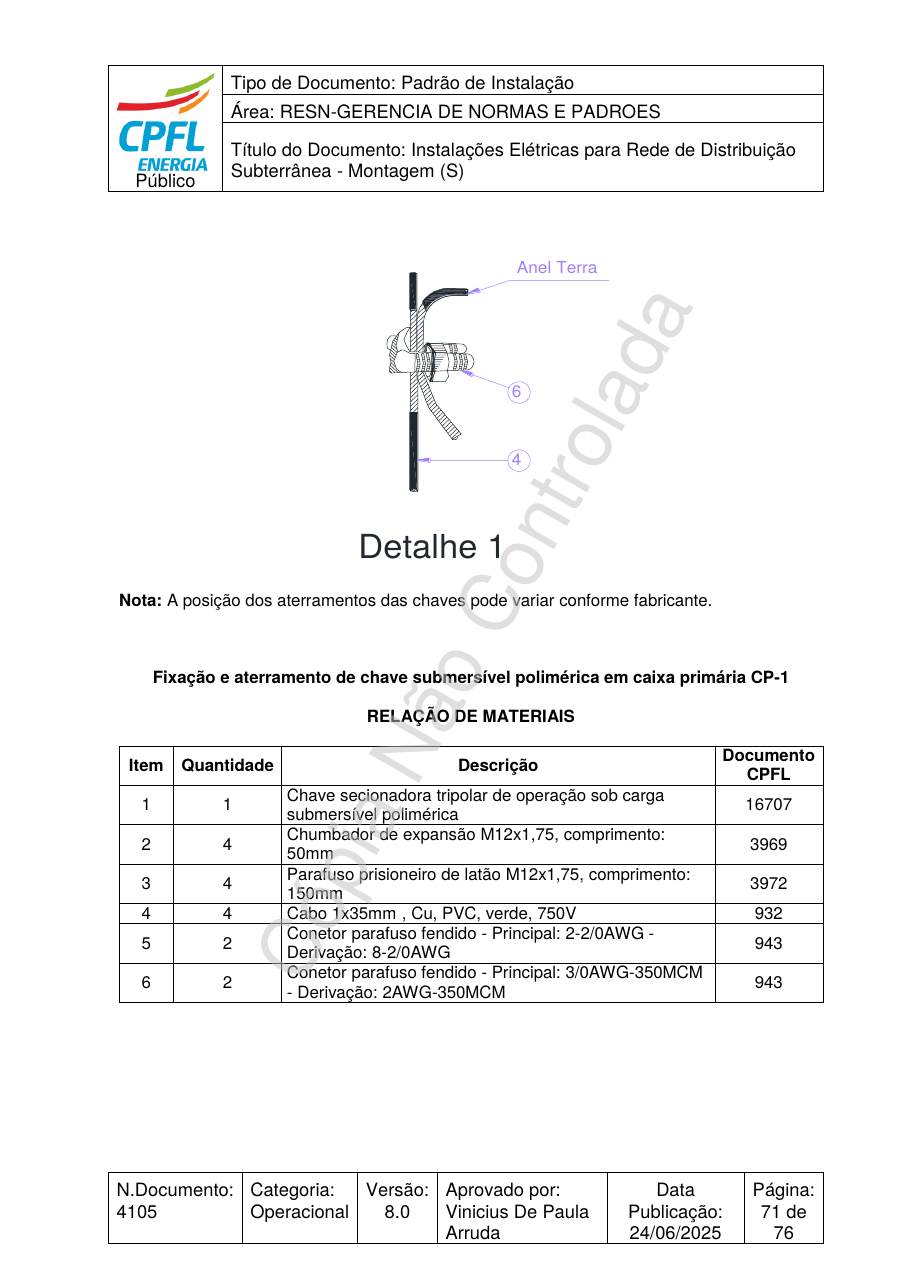 CPFL
ENERGIA
Público
Tipo de Documento: Padrão de Instalação
Área: RESN-GERENCIA DE NORMAS E PADROES
Título do Documento: Instalações Elétricas para Rede de Distribuição
Subterrânea - Montagem (S)
Anel Terra
6
4
Detalhe 1
Nota: A posição dos aterramentos das chaves pode variar conforme fabricante.
Fixação e aterramento de chave submersível polimérica em caixa primária CP-1
RELAÇÃO DE MATERIAIS
Item Quantidade Descrição Documento
CPFL
1 1 Chave secionadora tripolar de operação sob carga
submersível polimérica 16707
2 4 Chumbador de expansão M12x1,75, comprimento:
50mm 3969
3 4 Parafuso prisioneiro de latão M12x1,75, comprimento:
150mm 3972
4 4 Cabo 1x35mm , Cu, PVC, verde, 750V 932
5 2 Conetor parafuso fendido - Principal: 2-2/0AWG -
Derivação: 8-2/0AWG 943
6 2 Conetor parafuso fendido - Principal: 3/0AWG-350MCM
- Derivação: 2AWG-350MCM 943
Cópia Não Controlada
N.Documento: Categoria: Versão: Aprovado por: Data Página:
4105 Operacional 8.0 Vinicius De Paula Publicação: 71 de
Arruda 24/06/2025 76